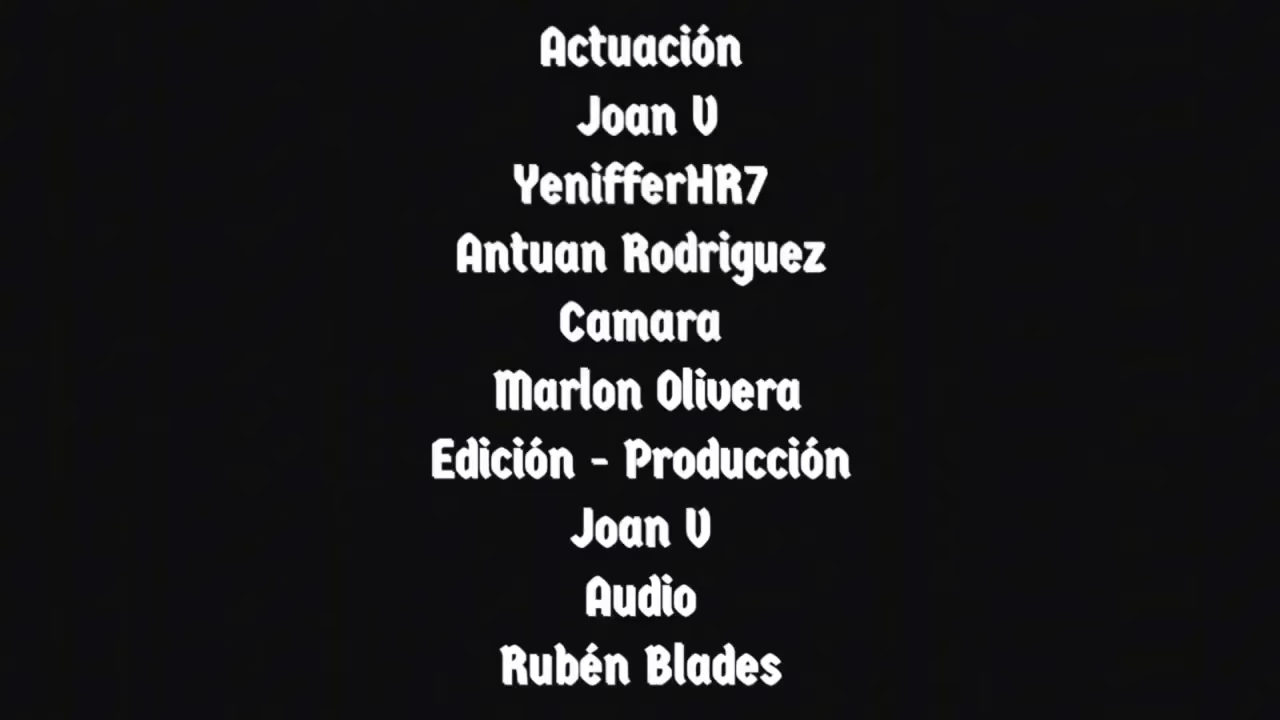 Actuación
Joan V
YenifferHR7
Antuan Rodriguez
Camara
Marlon Olivera
Edición - Producción
Joan V
Audio
Rubén Blades